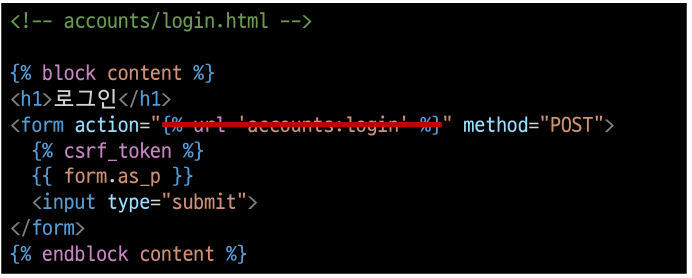 <!-- accounts/login.html -->
{% block content %}
<h1>로그인</h1>
<form action="{% url 'accounts:login' %}" method="POST">
{% csrf_token %}
{{ form.as_p }}
<input type="submit">
</form>
{% endblock content %}